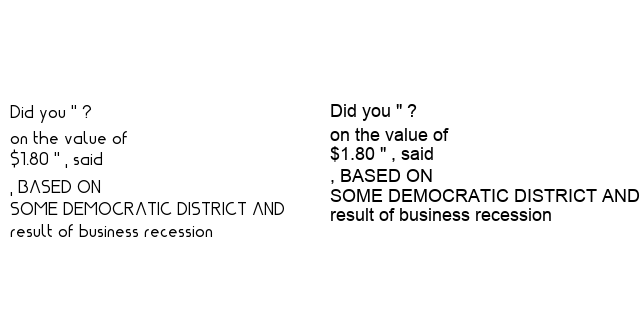 Did you " ?
on the value of
$1.80 " , said
, BASED ON
SOME DEMOCRATIC DISTRICT AND
result of business recession
Did you " ?
on the value of
$1.80 " , said
, BASED ON
SOME DEMOCRATIC DISTRICT AND
result of business recession